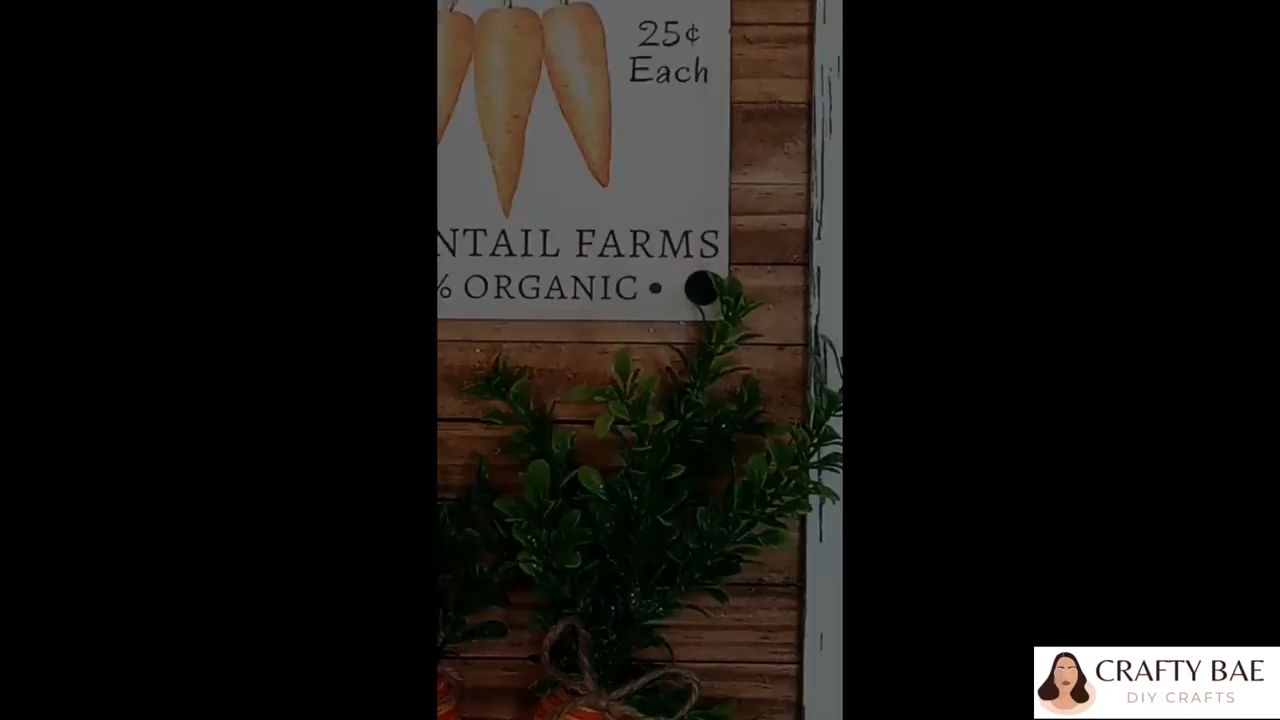 25¢
Each
NTAIL FARMS
% ORGANIC •
CRAFTY BAE
DIY CRAFTS